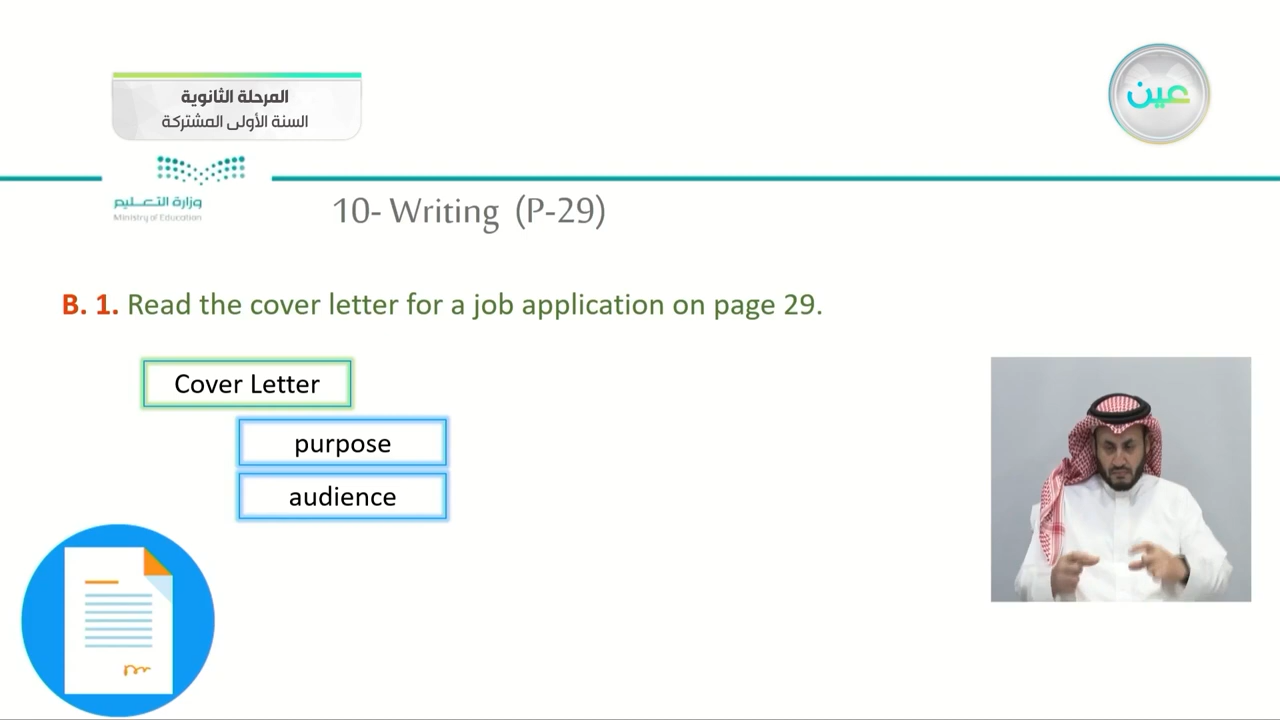 المرحلة الثانوية
السنة الأولى المشتركة
عين
وزارة التعليم
Ministry of Education
10- Writing (P-29)
B. 1. Read the cover letter for a job application on page 29.
Cover Letter
purpose
audience